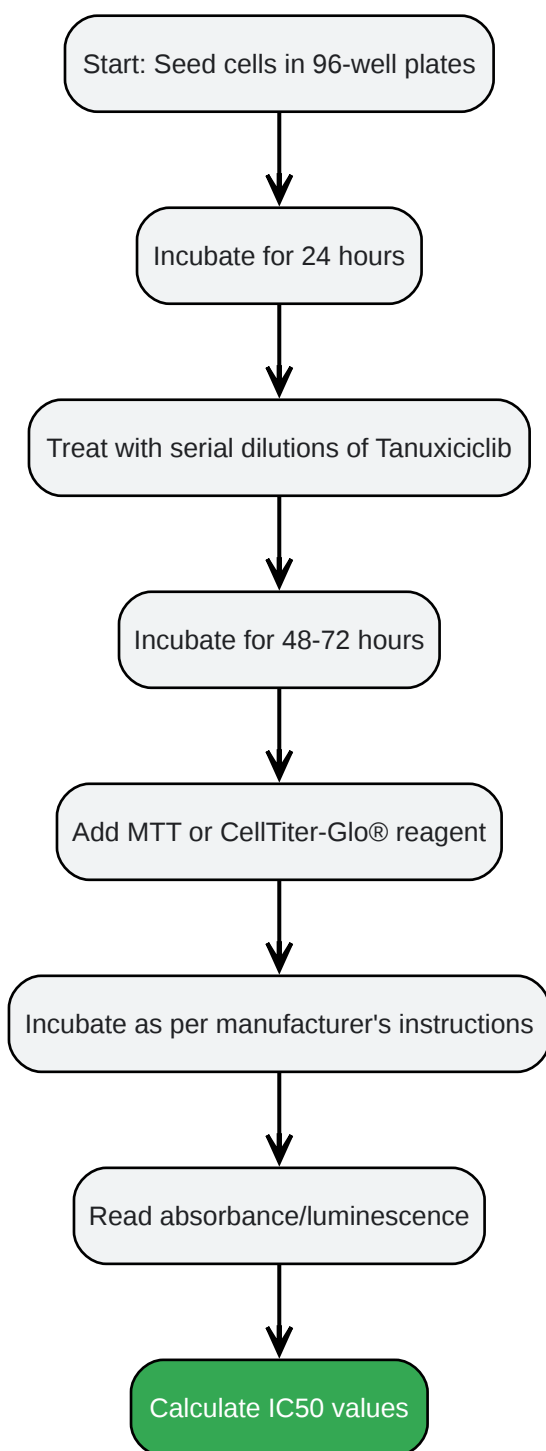 Start: Seed cells in 96-well plates
Incubate for 24 hours
Treat with serial dilutions of Tanuxiciclib
Incubate for 48-72 hours
Add MTT or CellTiter-Glo® reagent
Incubate as per manufacturer's instructions
Read absorbance/luminescence
Calculate IC50 values